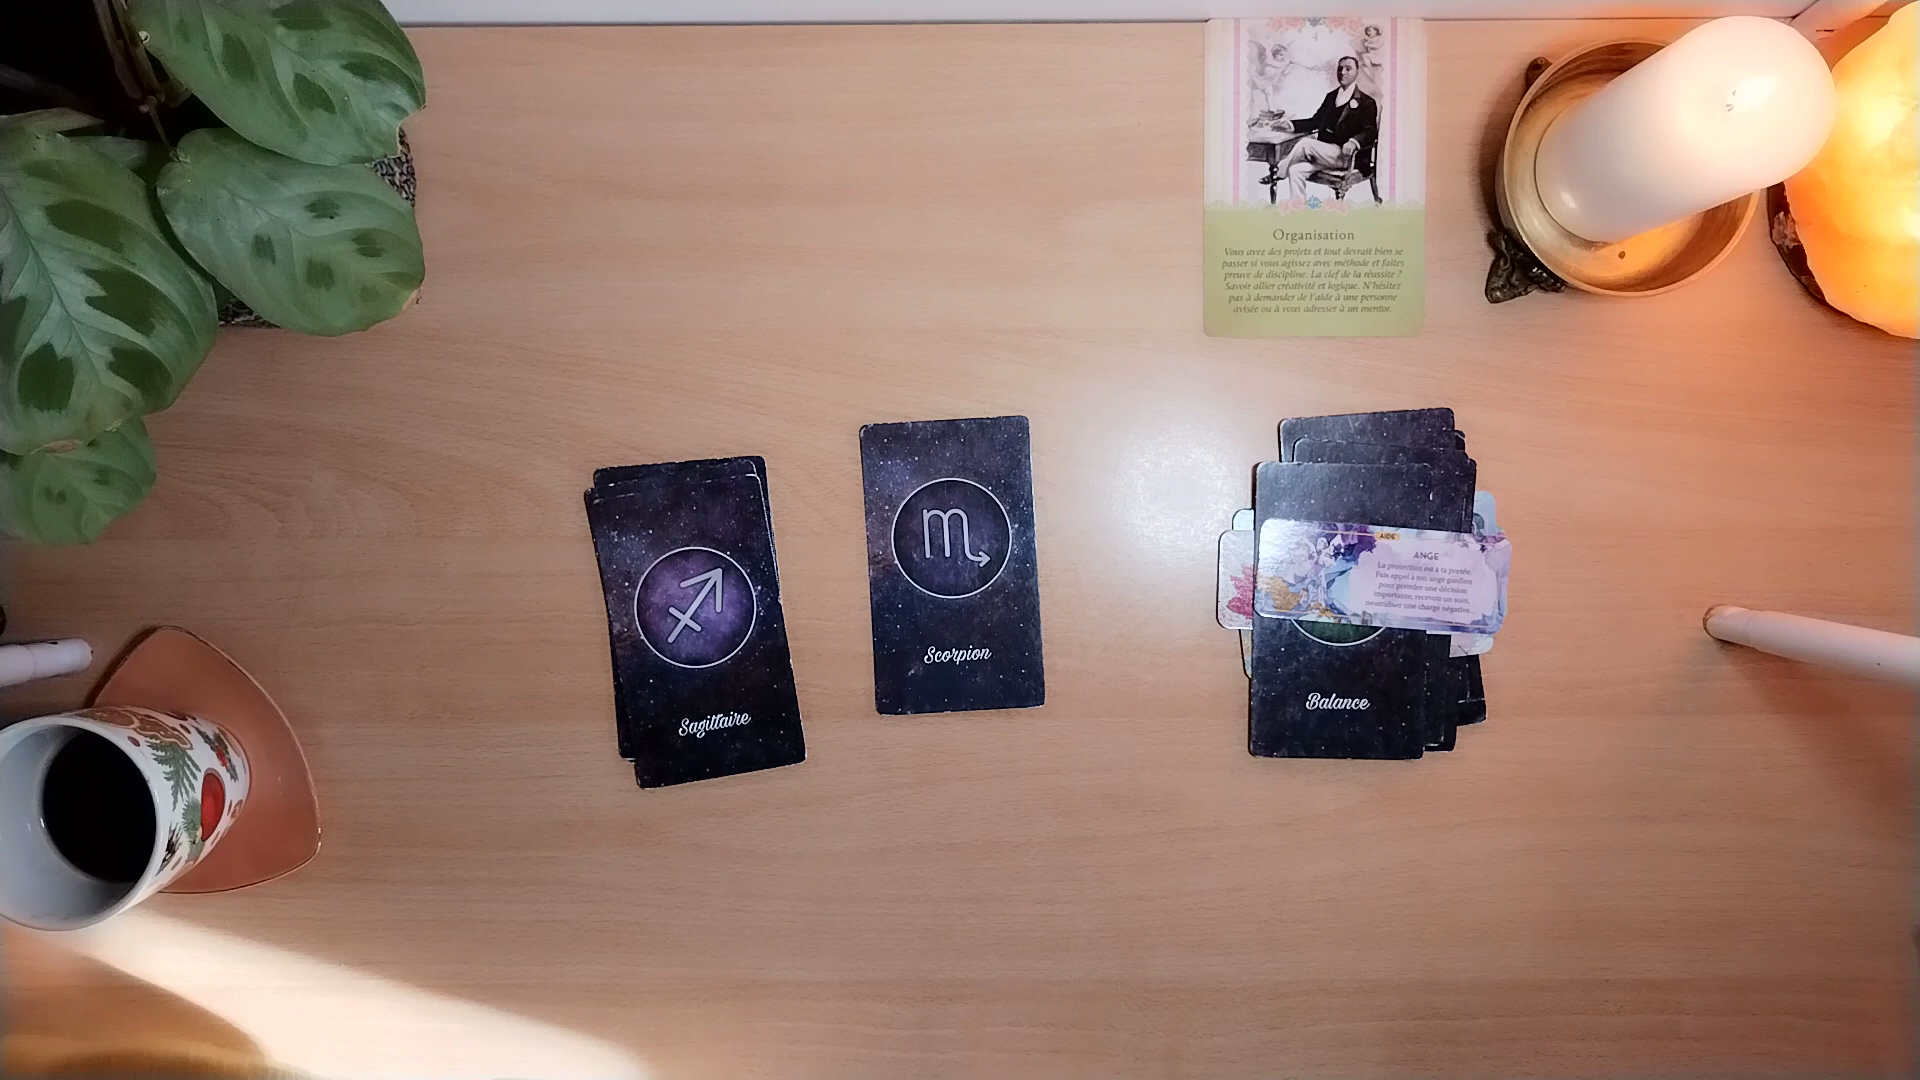 Organisation
Vous avez des projets et tout devrait bien se
passer si vous agissez avec méthode et faites
preuve de discipline. La clef de la réussite ?
Savoir allier créativité et logique. N'hésitez
pas à demander de l'aide à une personne
avisée ou à vous adresser à un mentor.
AIDE
ANGE
La protection est à ta portée.
Fais appel à ton ange gardien
pour prendre une décision
importante, recevoir un soin,
neutraliser une charge négative...
Scorpion
Balance
Sagittaire